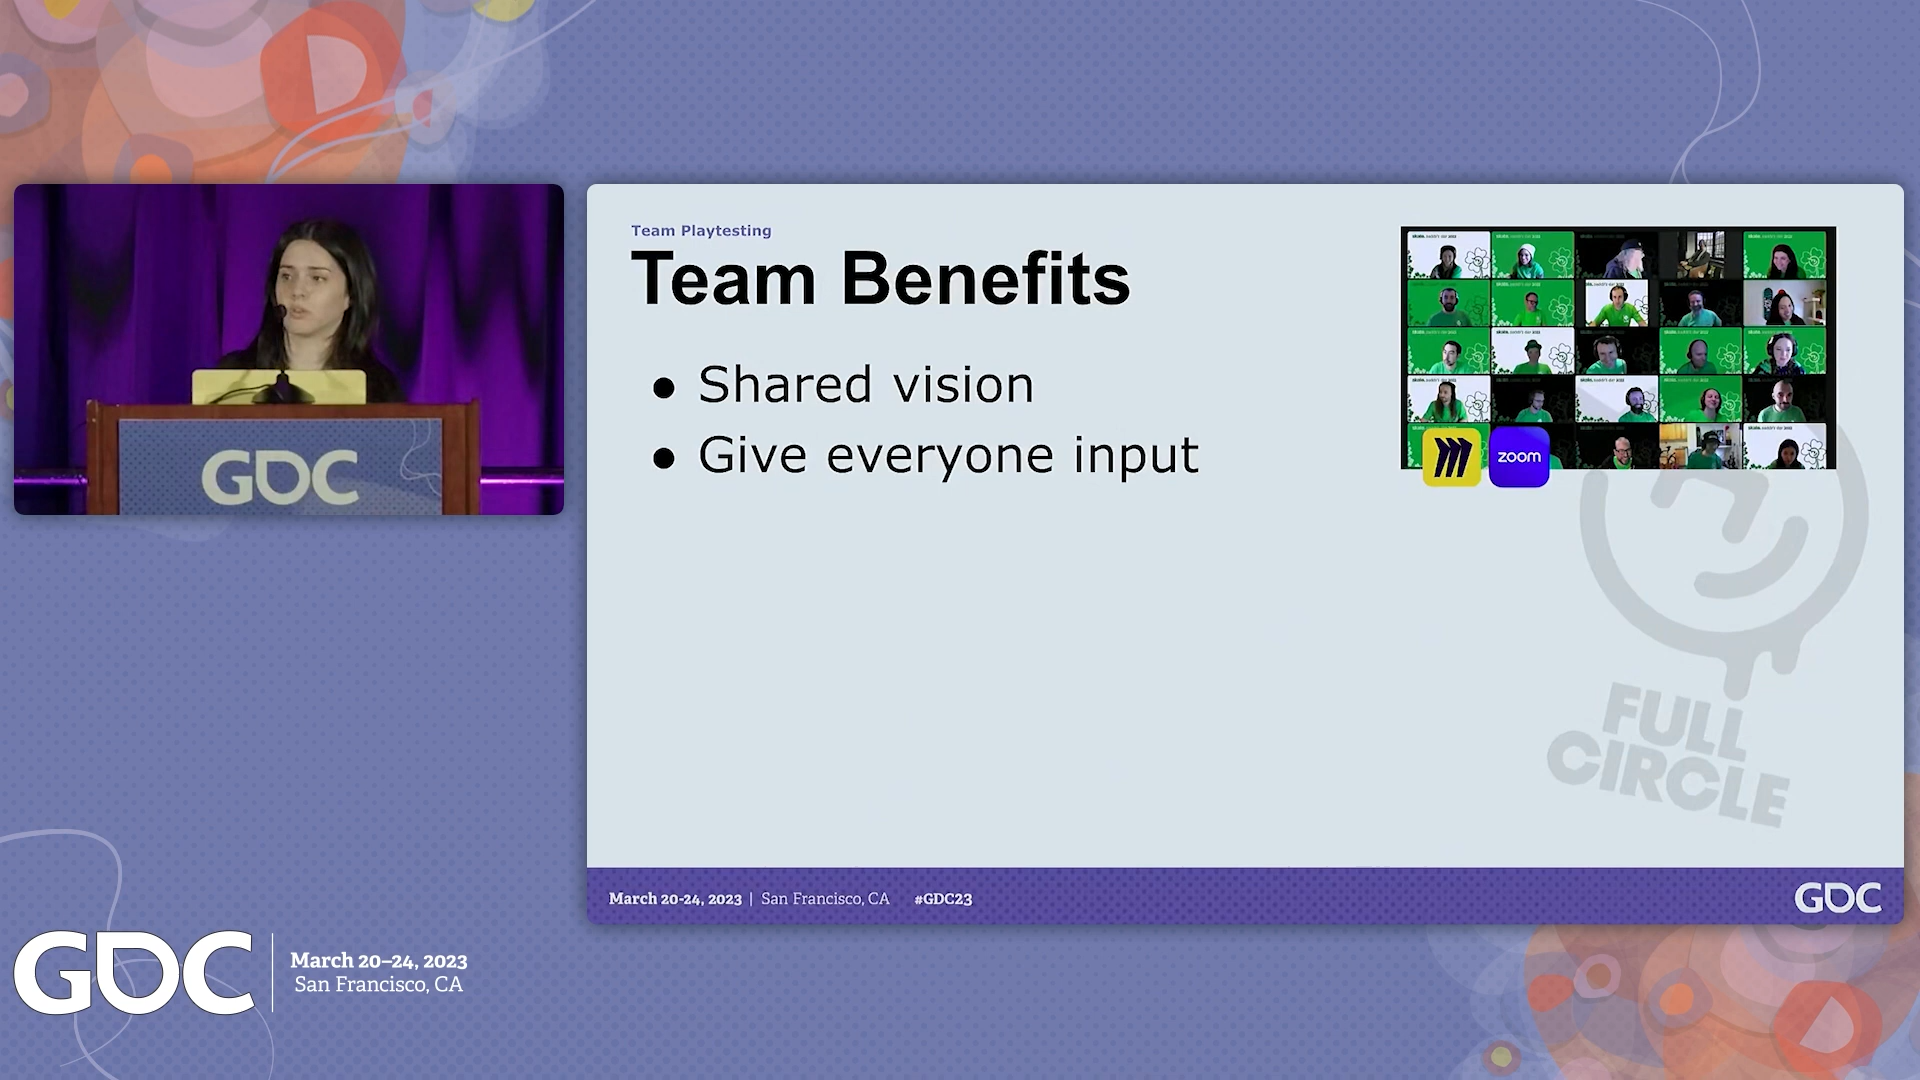 GDC
Team Playtesting
Team Benefits
● Shared vision
● Give everyone input
zoom
FULL
CIRCLE
March 20-24, 2023 | San Francisco, CA #GDC23
GDC
GDC
March 20–24, 2023
San Francisco, CA